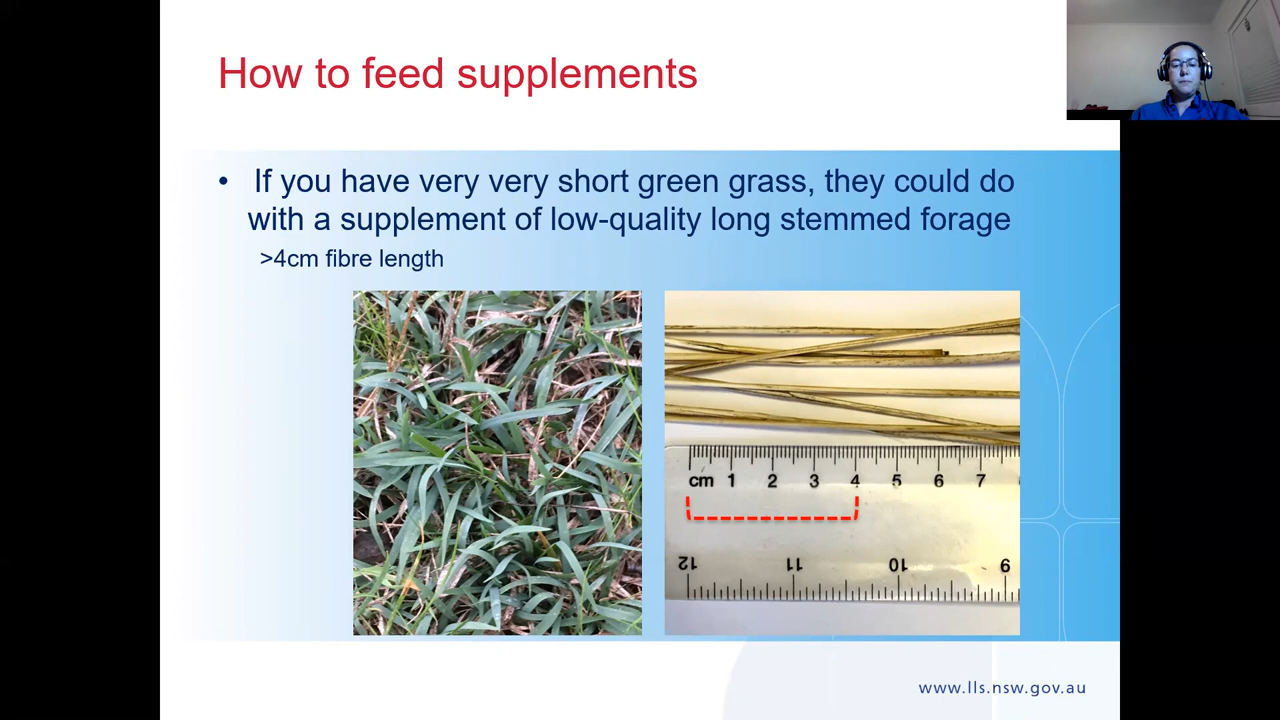 How to feed supplements
• If you have very very short green grass, they could do
with a supplement of low-quality long stemmed forage
>4cm fibre length
cm 1 2 3 4 5 6 7
12 11 10 9
www.lls.nsw.gov.au